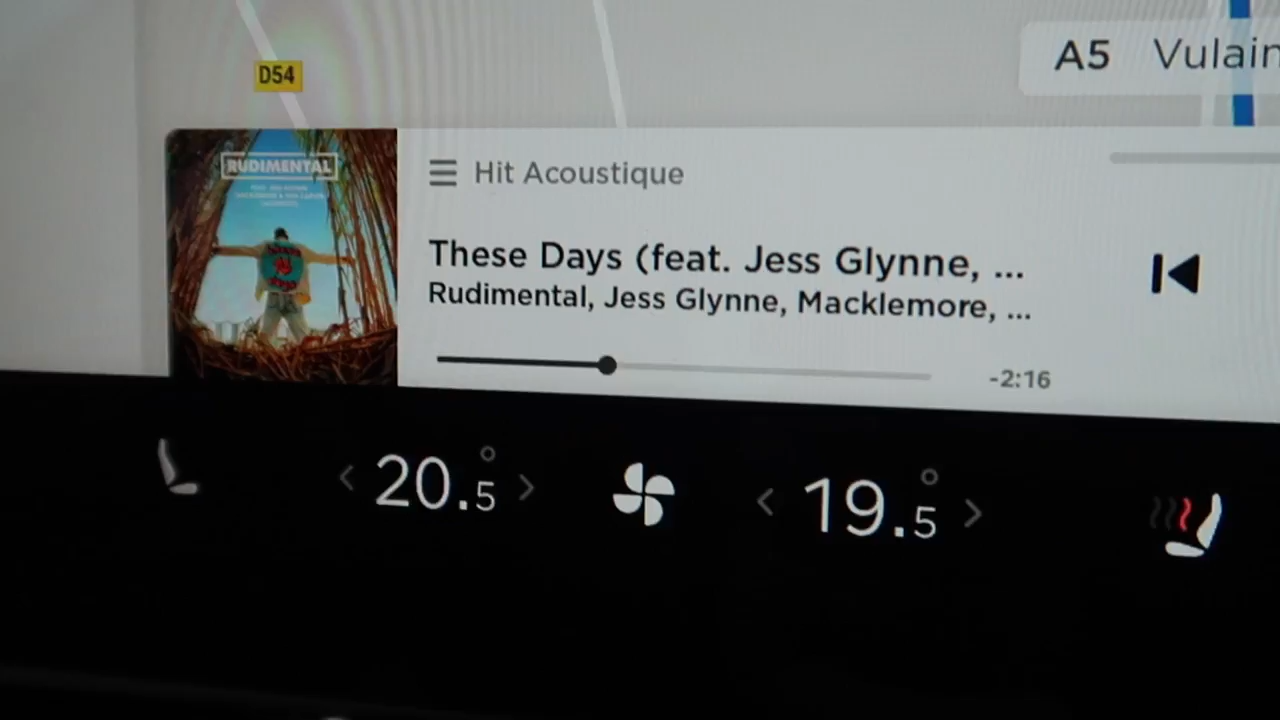 D54
A5 Vulain
RUDIMENTAL
Hit Acoustique
These Days (feat. Jess Glynne, ...
Rudimental, Jess Glynne, Macklemore, ...
-2:16
20.5°
19.5°